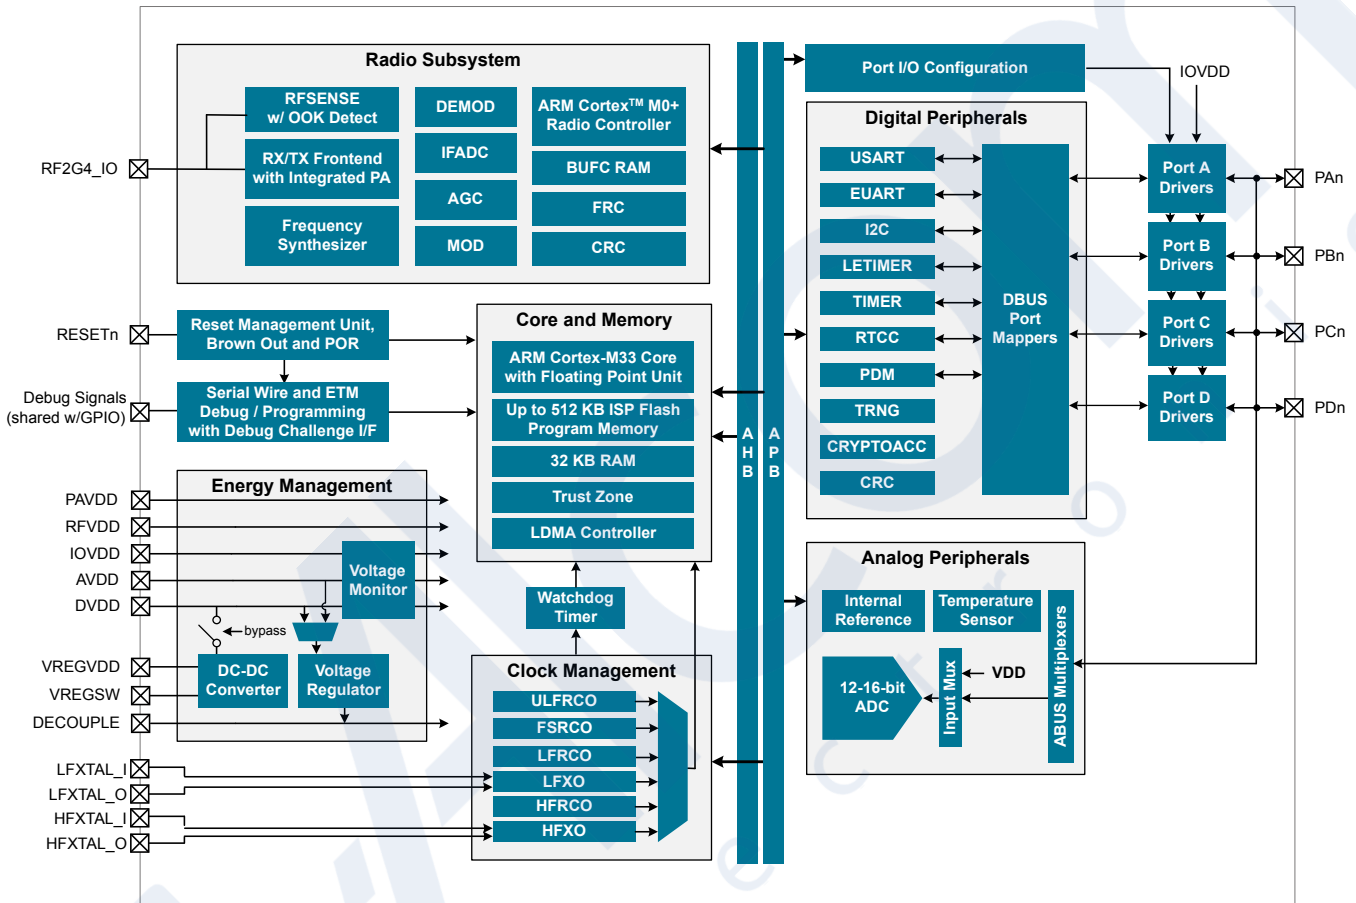 Radio Subsystem
RFSENSE
w/ OOK Detect
RX/TX Frontend
with Integrated PA
Frequency
Synthesizer
DEMOD
IFADC
AGC
MOD
ARM Cortex™ M0+
Radio Controller
BUFC RAM
FRC
CRC
RF2G4_IO
RESETn
Reset Management Unit,
Brown Out and POR
Debug Signals
(shared w/GPIO)
Serial Wire and ETM
Debug / Programming
with Debug Challenge I/F
Core and Memory
ARM Cortex-M33 Core
with Floating Point Unit
Up to 512 KB ISP Flash
Program Memory
32 KB RAM
Trust Zone
LDMA Controller
Energy Management
PAVDD
RFVDD
IOVDD
AVDD
DVDD
VREGVDD
VREGSW
DECOUPLE
Voltage
Monitor
bypass
DC-DC
Converter
Voltage
Regulator
Watchdog
Timer
Clock Management
ULFRCO
FSRCO
LFRCO
LFXO
HFRCO
HFXO
LFXTAL_I
LFXTAL_O
HFXTAL_I
HFXTAL_O
A
H
B
A
P
B
Port I/O Configuration
IOVDD
Digital Peripherals
USART
EUART
I2C
LETIMER
TIMER
RTCC
PDM
TRNG
CRYPTOACC
CRC
DBUS
Port
Mappers
Port A
Drivers
Port B
Drivers
Port C
Drivers
Port D
Drivers
PAn
PBn
PCn
PDn
Analog Peripherals
Internal
Reference
Temperature
Sensor
12-16-bit
ADC
Input Mux
VDD
ABUS Multiplexers